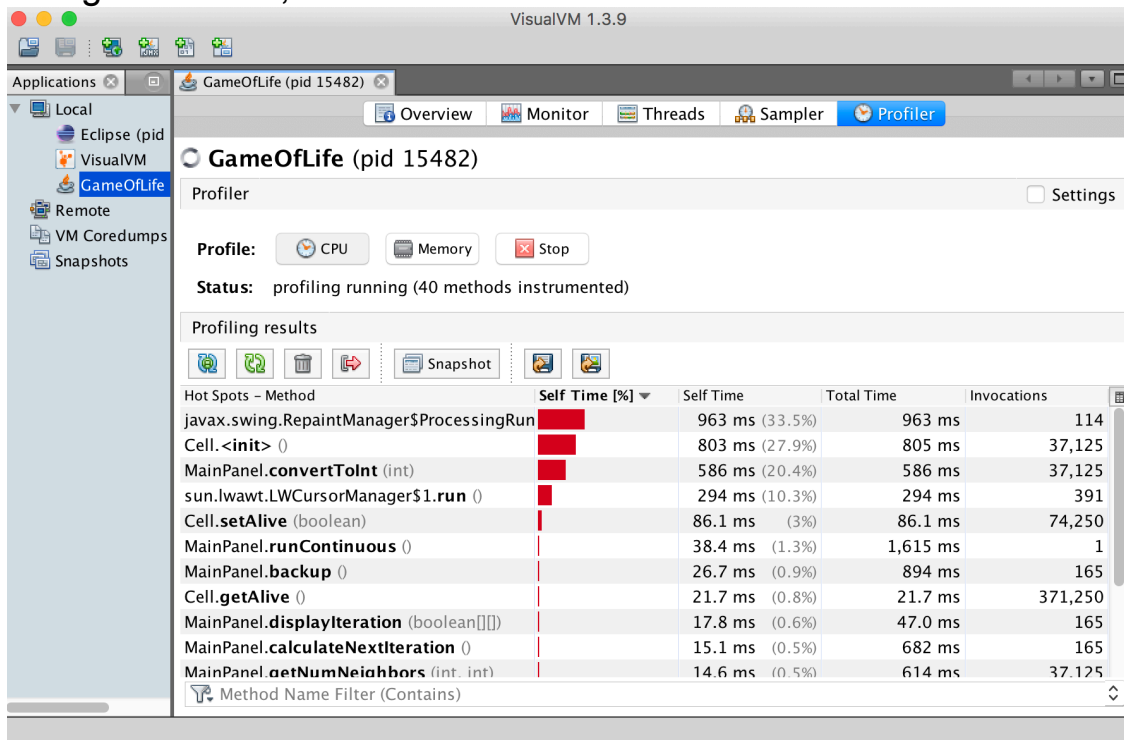 VisualVM 1.3.9
Applications
GameOfLife (pid 15482)
Local
Eclipse (pid
VisualVM
GameOfLife
Remote
VM Coredumps
Snapshots
Overview Monitor Threads Sampler Profiler
GameOfLife (pid 15482)
Profiler Settings
Profile: CPU Memory Stop
Status: profiling running (40 methods instrumented)
Profiling results
Snapshot
Hot Spots – Method Self Time [%] Self Time Total Time Invocations
javax.swing.RepaintManager$ProcessingRun 963 ms (33.5%) 963 ms 114
Cell.<init> () 803 ms (27.9%) 805 ms 37,125
MainPanel.convertToInt (int) 586 ms (20.4%) 586 ms 37,125
sun.lwawt.LWCursorManager$1.run () 294 ms (10.3%) 294 ms 391
Cell.setAlive (boolean) 86.1 ms (3%) 86.1 ms 74,250
MainPanel.runContinuous () 38.4 ms (1.3%) 1,615 ms 1
MainPanel.backup () 26.7 ms (0.9%) 894 ms 165
Cell.getAlive () 21.7 ms (0.8%) 21.7 ms 371,250
MainPanel.displayIteration (boolean[][]) 17.8 ms (0.6%) 47.0 ms 165
MainPanel.calculateNextIteration () 15.1 ms (0.5%) 682 ms 165
MainPanel.getNumNeighbors (int, int) 14.6 ms (0.5%) 614 ms 37,125
Method Name Filter (Contains)